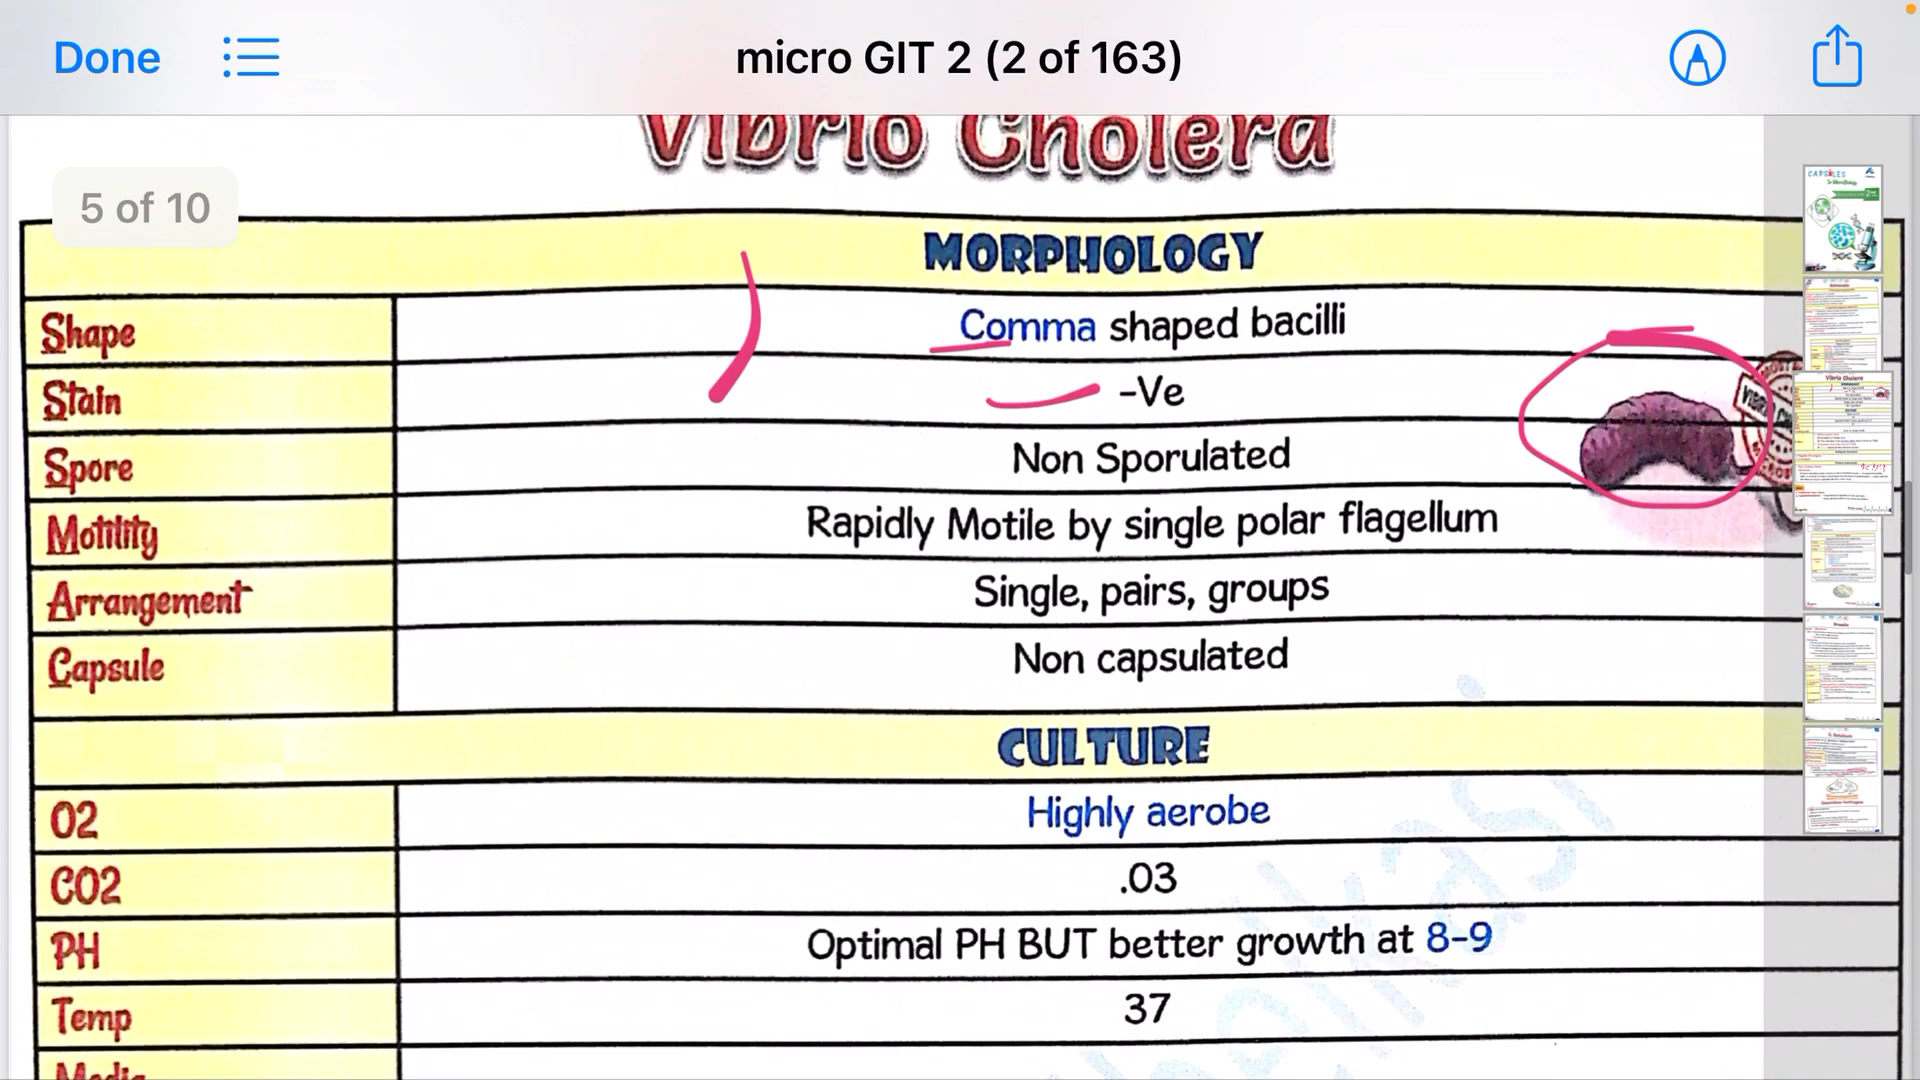 Done
micro GIT 2 (2 of 163)
Vibrio Cholera
5 of 10
MORPHOLOGY
Shape Comma shaped bacilli
Stain -Ve
Spore Non Sporulated
Motility Rapidly Motile by single polar flagellum
Arrangement Single, pairs, groups
Capsule Non capsulated
CULTURE
O2 Highly aerobe
CO2 .03
PH Optimal PH BUT better growth at 8-9
Temp 37
Media